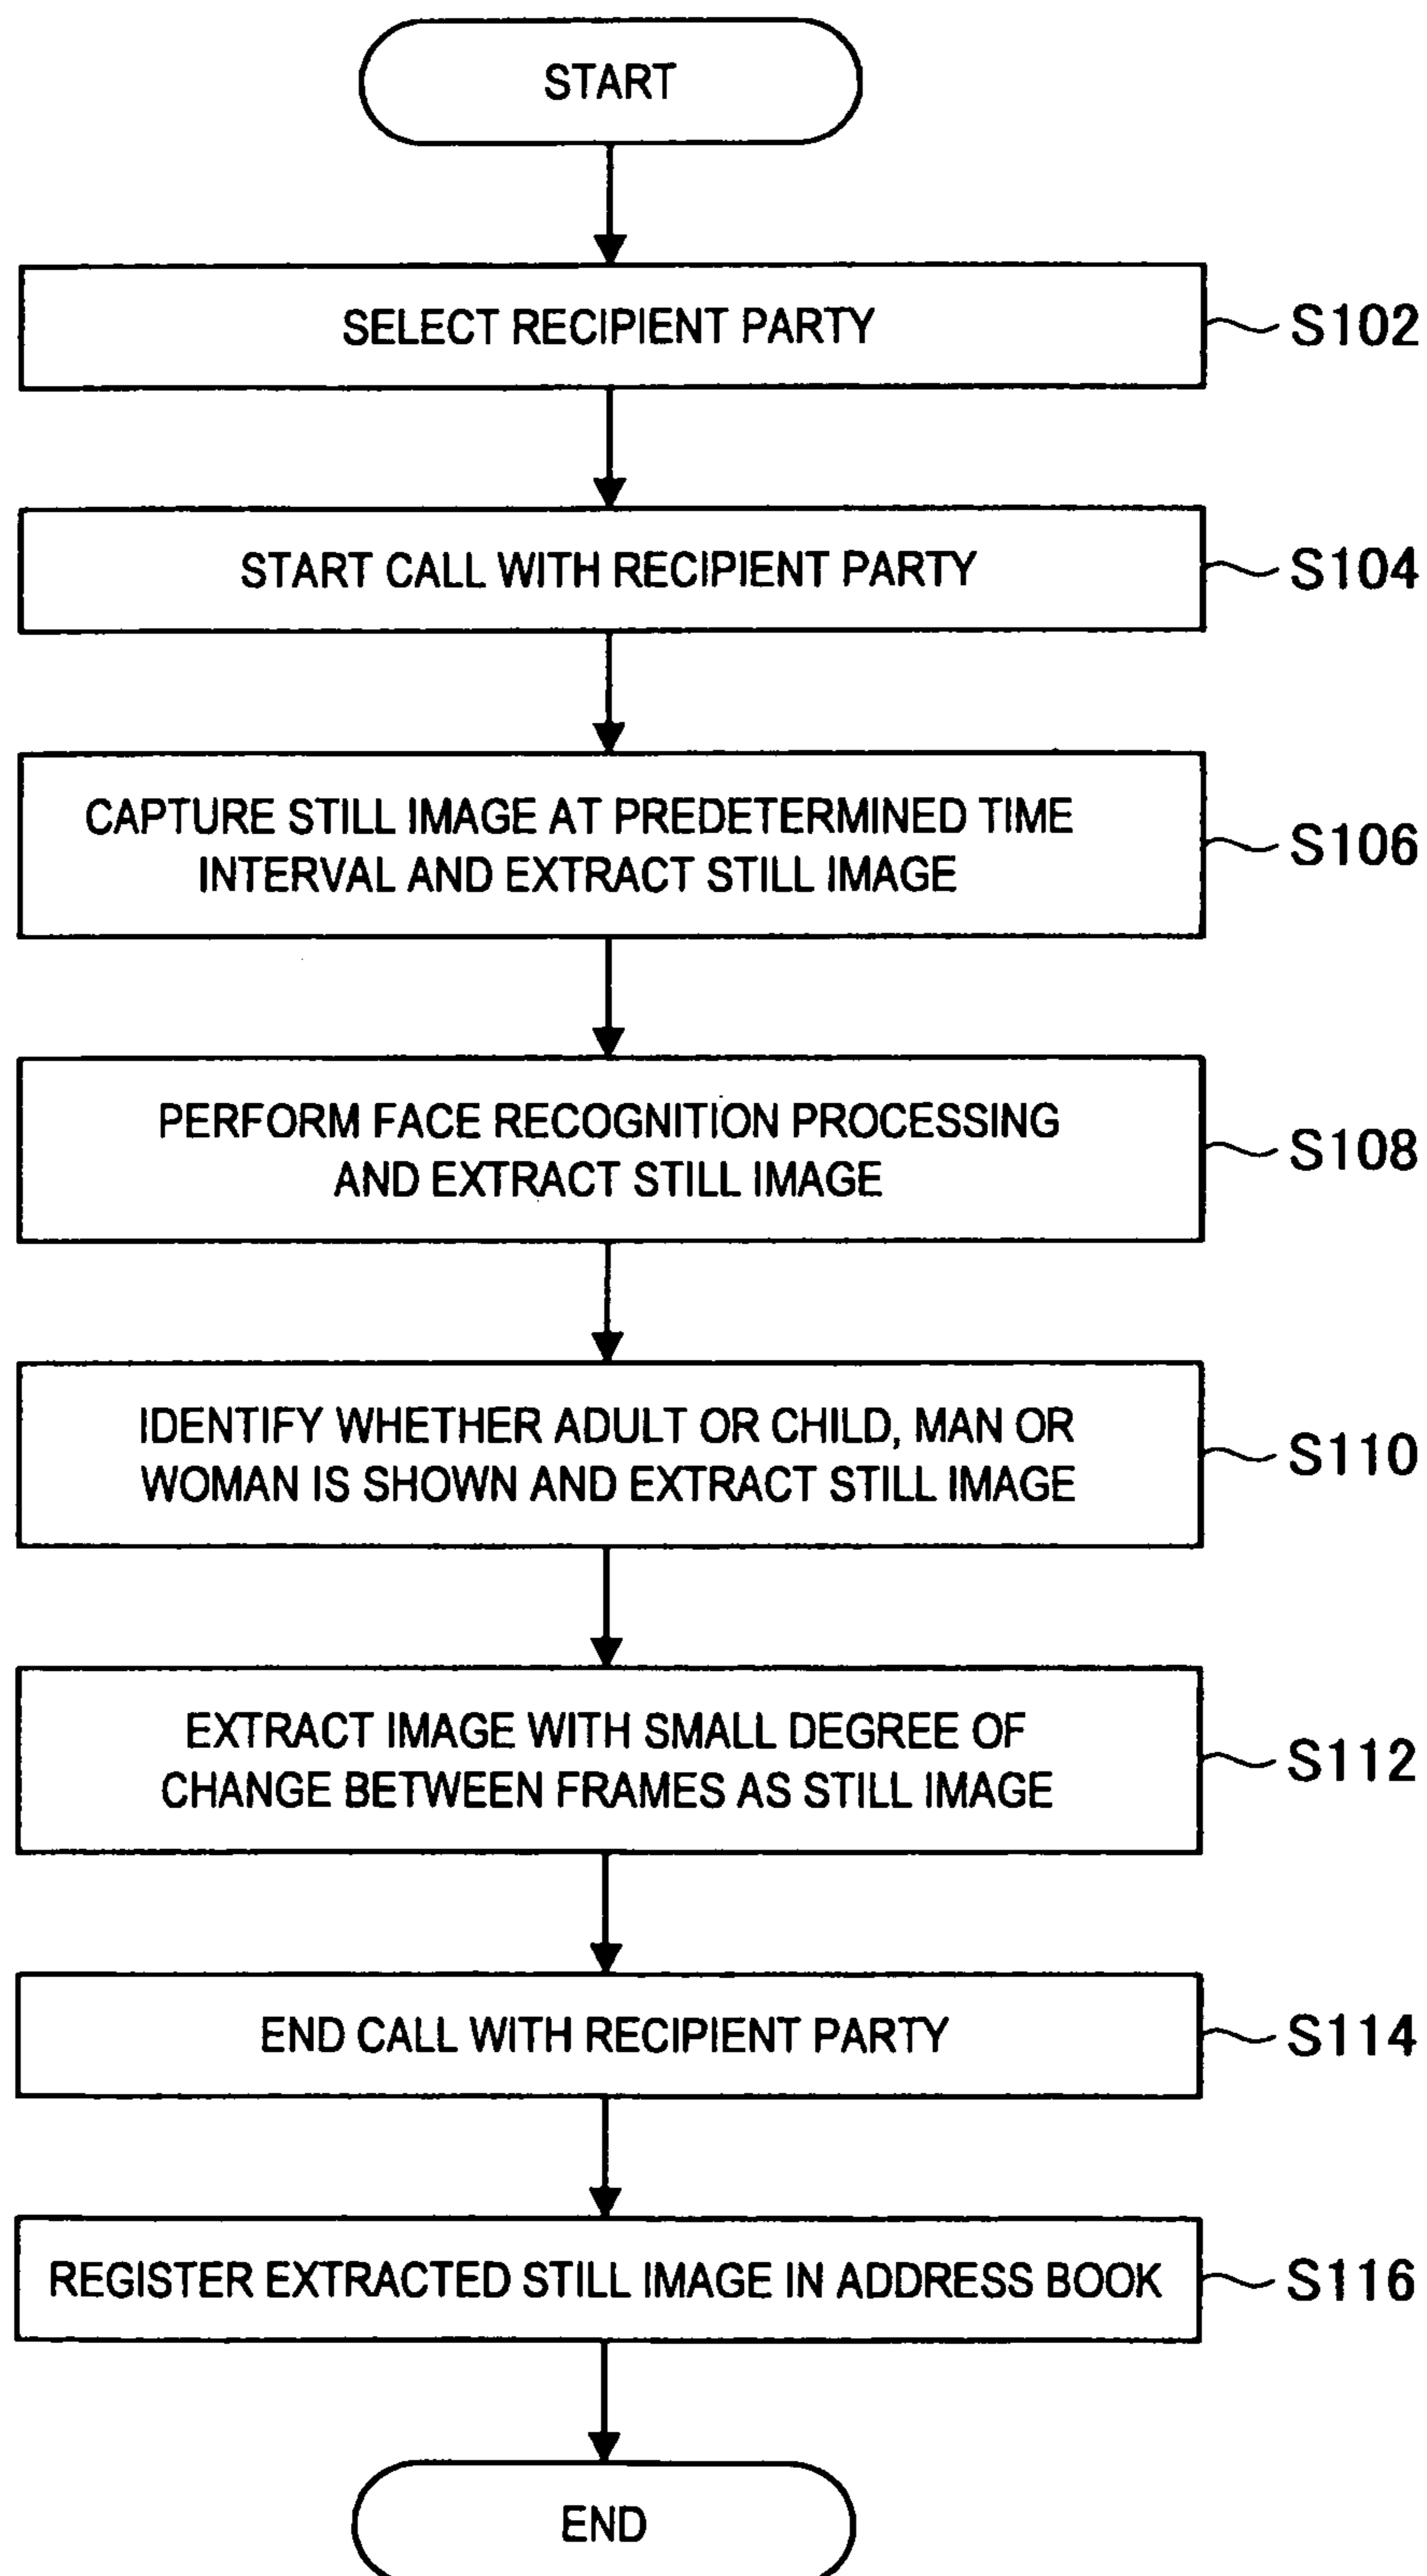 START
SELECT RECIPIENT PARTY
S102
START CALL WITH RECIPIENT PARTY
S104
CAPTURE STILL IMAGE AT PREDETERMINED TIME
INTERVAL AND EXTRACT STILL IMAGE
S106
PERFORM FACE RECOGNITION PROCESSING
AND EXTRACT STILL IMAGE
S108
IDENTIFY WHETHER ADULT OR CHILD, MAN OR
WOMAN IS SHOWN AND EXTRACT STILL IMAGE
S110
EXTRACT IMAGE WITH SMALL DEGREE OF
CHANGE BETWEEN FRAMES AS STILL IMAGE
S112
END CALL WITH RECIPIENT PARTY
S114
REGISTER EXTRACTED STILL IMAGE IN ADDRESS BOOK
S116
END